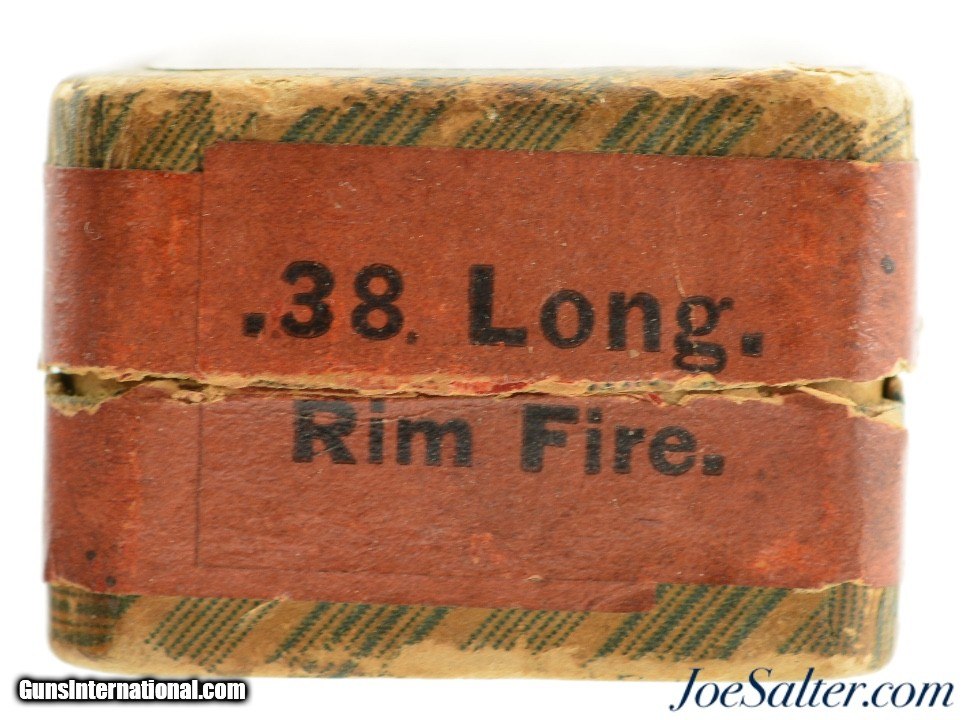 .38. Long.
Rim Fire.
GunsInternational.com
JoeSalter.com